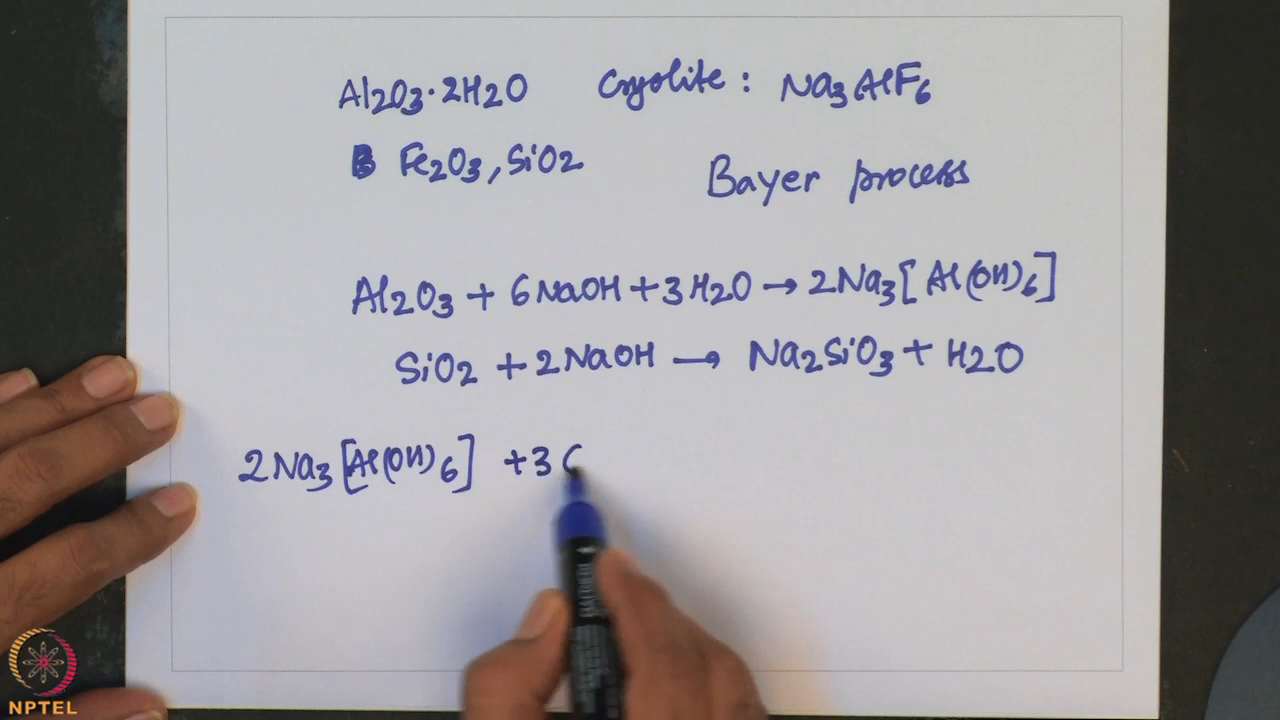 Al2O3·2H2O Cryolite : Na3AlF6
B Fe2O3, SiO2
Bayer process
Al2O3 + 6NaOH + 3H2O → 2Na3[Al(OH)6]
SiO2 + 2NaOH → Na2SiO3 + H2O
2Na3[Al(OH)6] + 3C
NPTEL